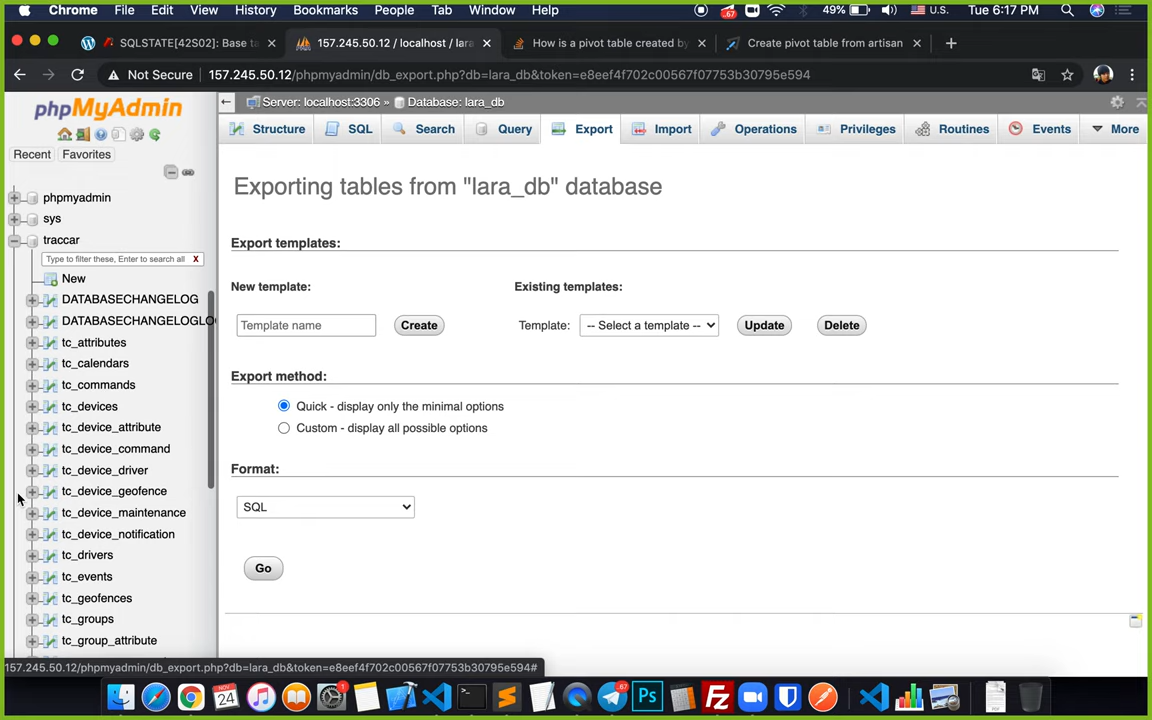 Chrome File Edit View History Bookmarks People Tab Window Help 49% U.S. Tue 6:17 PM
SQLSTATE[42S02]: Base ta 157.245.50.12 / localhost / lara How is a pivot table created by Create pivot table from artisan
Not Secure 157.245.50.12/phpmyadmin/db_export.php?db=lara_db&token=e8eef4f702c00567f07753b30795e594
phpMyAdmin
Recent Favorites
phpmyadmin
sys
traccar
Type to filter these, Enter to search all X
New
DATABASECHANGELOG
DATABASECHANGELOGLO
tc_attributes
tc_calendars
tc_commands
tc_devices
tc_device_attribute
tc_device_command
tc_device_driver
tc_device_geofence
tc_device_maintenance
tc_device_notification
tc_drivers
tc_events
tc_geofences
tc_groups
tc_group_attribute
157.245.50.12/phpmyadmin/db_export.php?db=lara_db&token=e8eef4f702c00567f07753b30795e594#
Server: localhost:3306 » Database: lara_db
Structure SQL Search Query Export Import Operations Privileges Routines Events More
Exporting tables from "lara_db" database
Export templates:
New template: Existing templates:
Template name Create Template: -- Select a template -- Update Delete
Export method:
Quick - display only the minimal options
Custom - display all possible options
Format:
SQL
Go
NOV
24
1
67
Ps
Fz